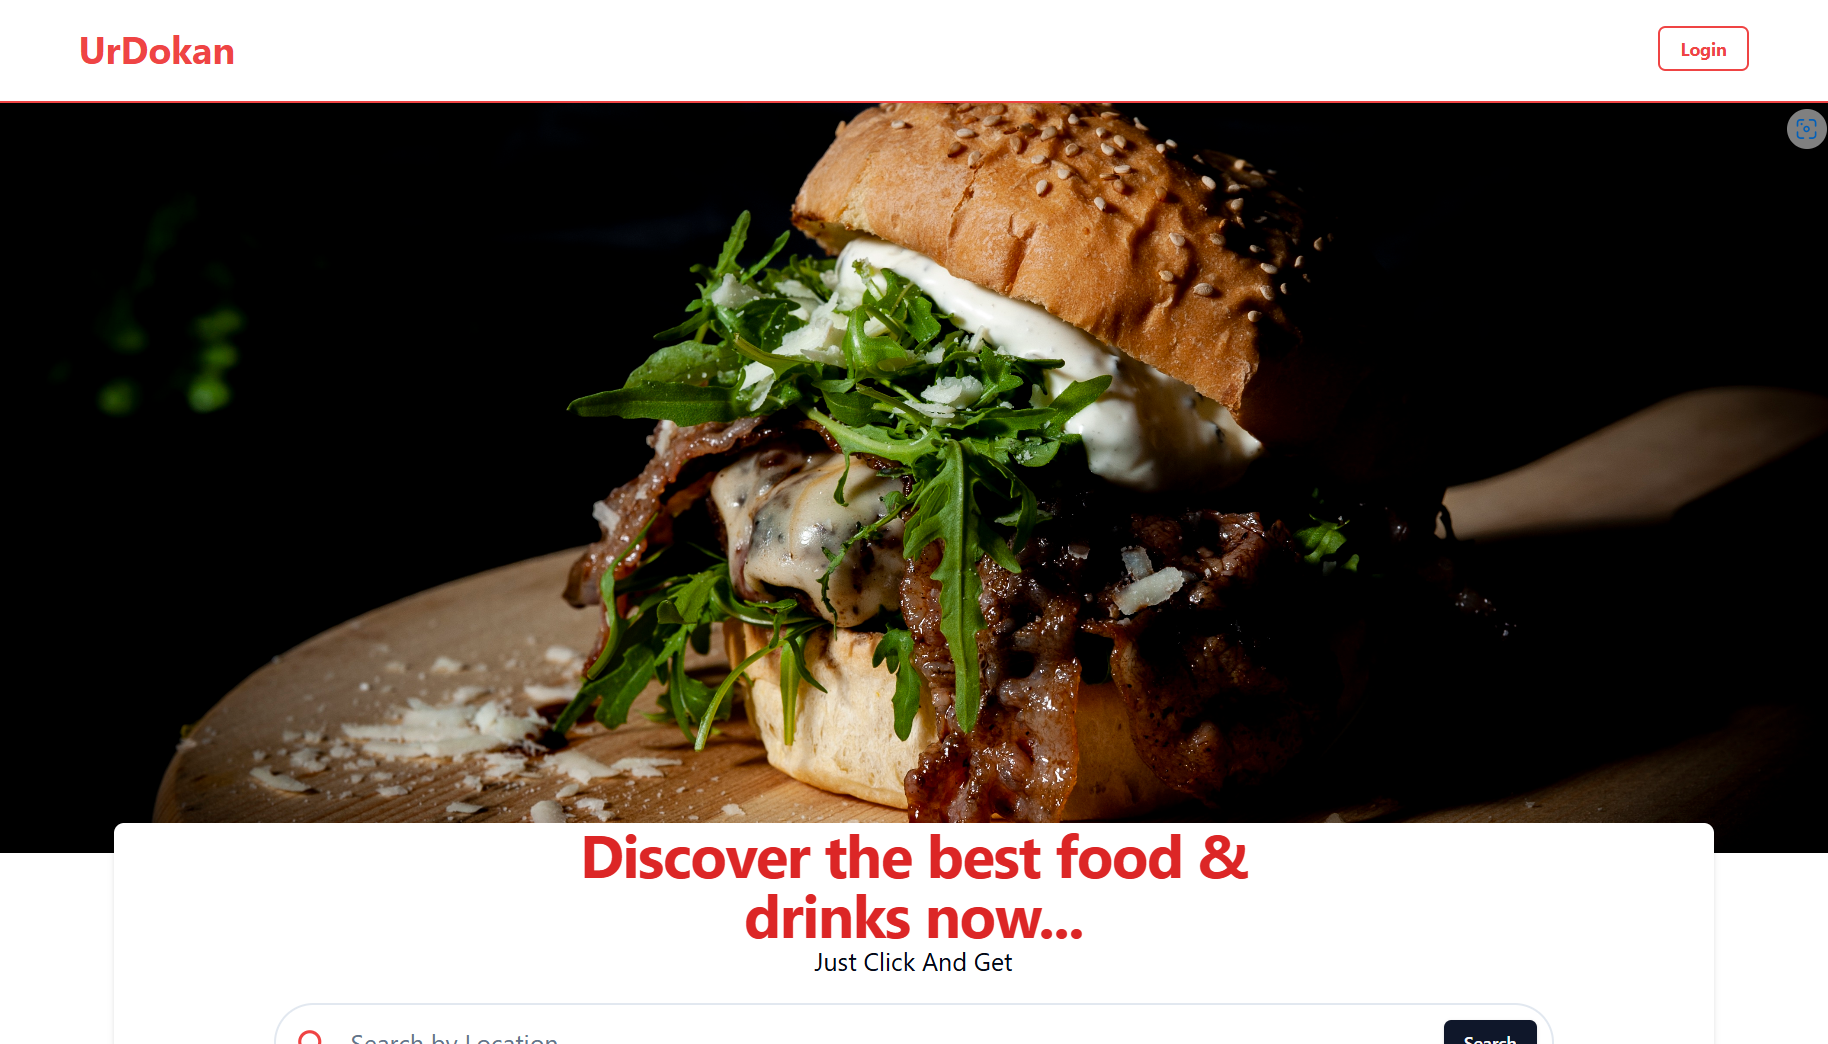 UrDokan
Login
Discover the best food &
drinks now...
Just Click And Get
Search by Location
Search